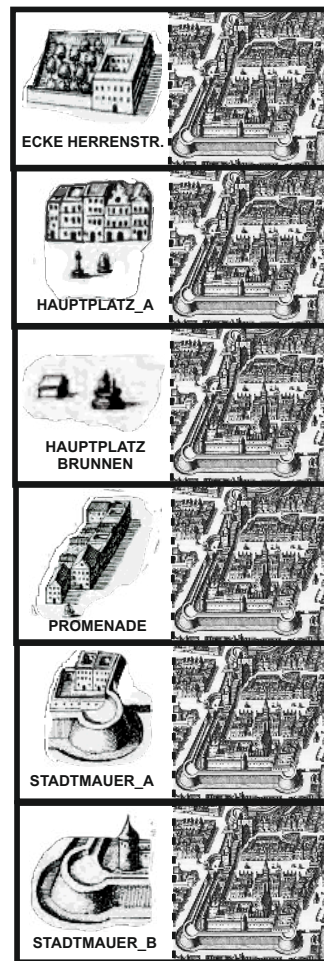 ECKE HERRENSTR.
HAUPTPLATZ_A
HAUPTPLATZ
BRUNNEN
PROMENADE
STADTMAUER_A
STADTMAUER_B